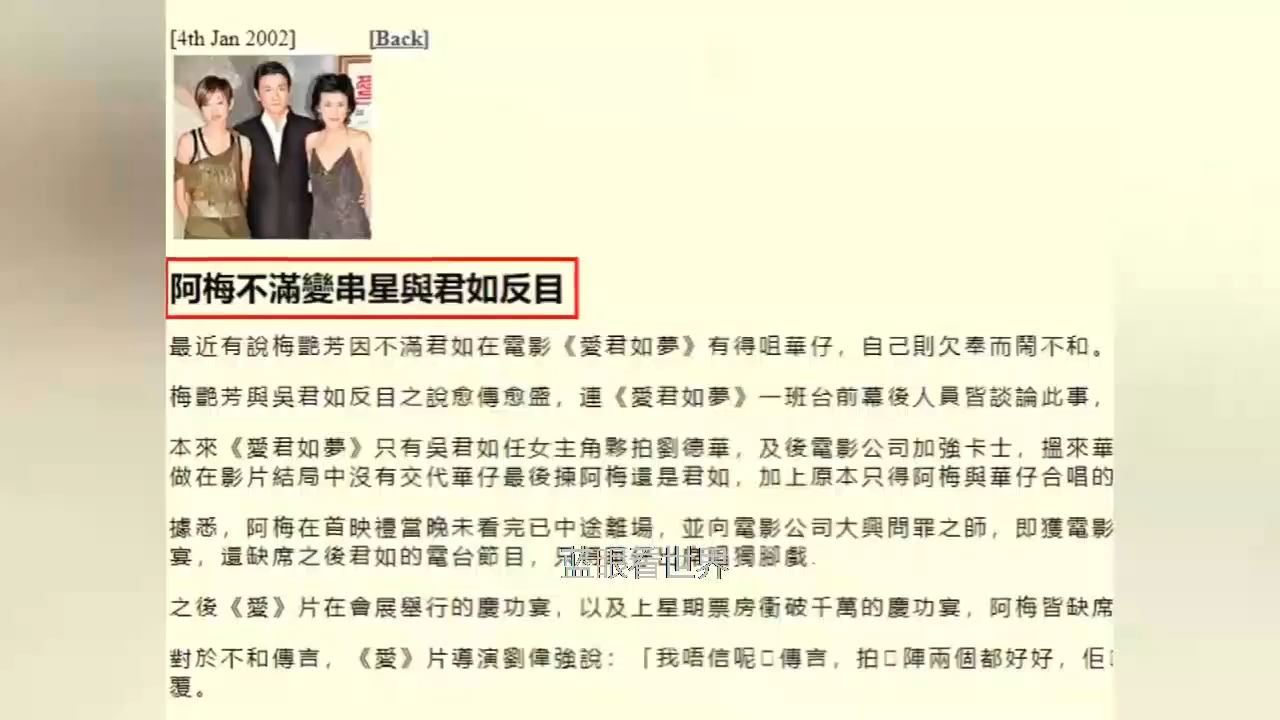 [4th Jan 2002] [Back]
阿梅不滿變串星與君如反目
最近有說梅艷芳因不滿君如在電影《愛君如夢》有得咀華仔，自己則欠奉而鬧不和。
梅艷芳與吳君如反目之說愈傳愈盛，連《愛君如夢》一班台前幕後人員皆談論此事，
本來《愛君如夢》只有吳君如任女主角夥拍劉德華，及後電影公司加強卡士，搵來華
做在影片結局中沒有交代華仔最後揀阿梅還是君如，加上原本只得阿梅與華仔合唱的
據悉，阿梅在首映禮當晚未看完已中途離場，並向電影公司大興問罪之師，即獲電影
宴，還缺席之後君如的電台節目，獨腳戲.
藍眼看世界
之後《愛》片在會展舉行的慶功宴，以及上星期票房衝破千萬的慶功宴，阿梅皆缺席
對於不和傳言，《愛》片導演劉偉強說：「我唔信呢傳言，拍陣兩個都好好，佢
覆。